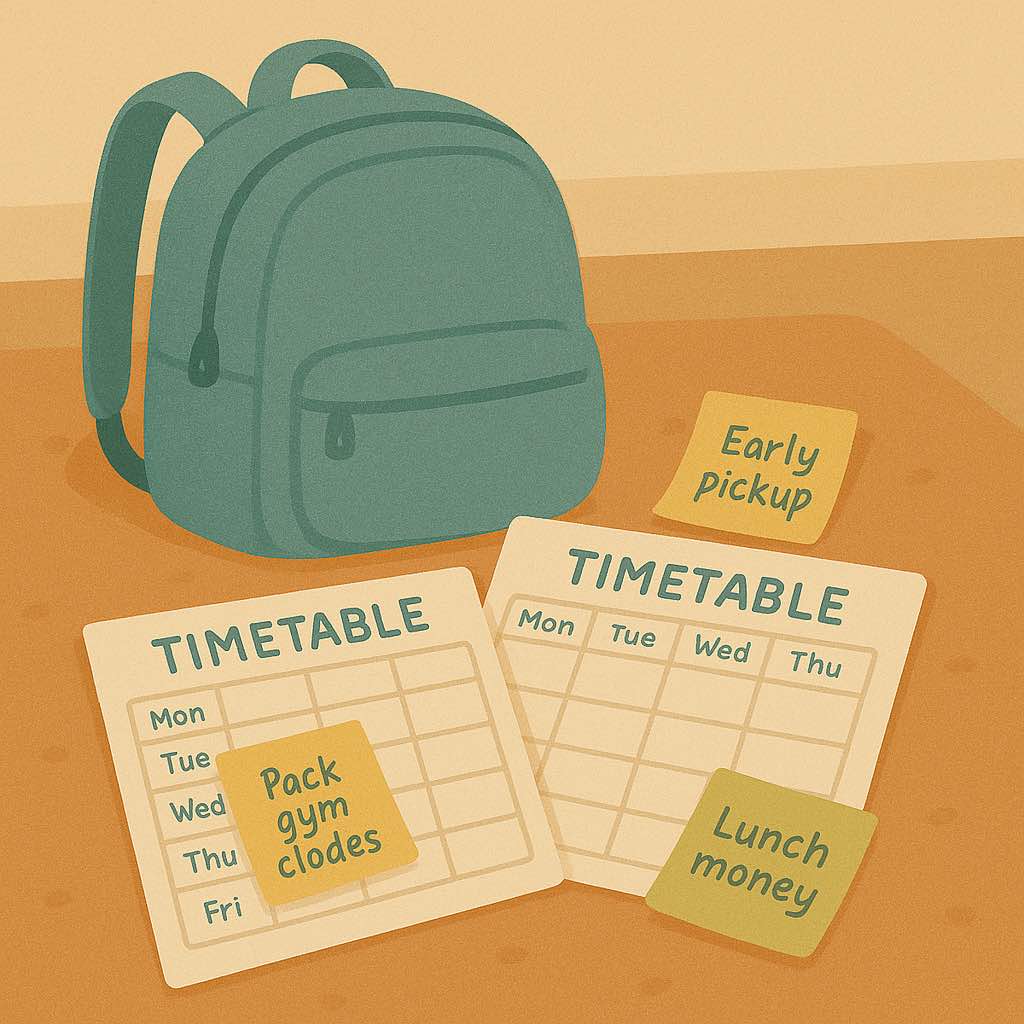 Early
pickup
TIMETABLE
Mon
Tue
Wed
Thu
Fri
Pack
gym
clodes
TIMETABLE
Mon Tue Wed Thu
Lunch
money